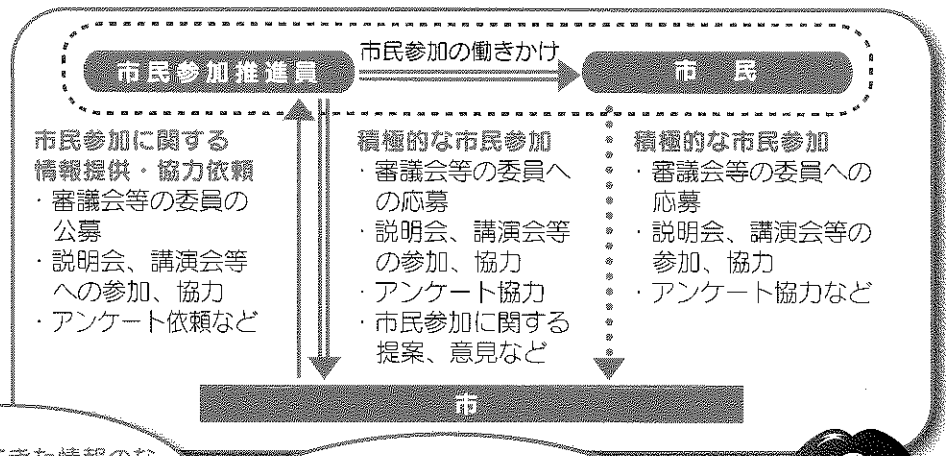 市民参加の働きかけ
市民参加推進員
市民
市民参加に関する
情報提供・協力依頼
・審議会等の委員の
公募
・説明会、講演会等
への参加、協力
・アンケート依頼など
積極的な市民参加
・審議会等の委員へ
の応募
・説明会、講演会等
の参加、協力
・アンケート協力
・市民参加に関する
提案、意見など
積極的な市民参加
・審議会等の委員への
応募
・説明会、講演会等の
参加、協力
・アンケート協力など
市
きた情報のな